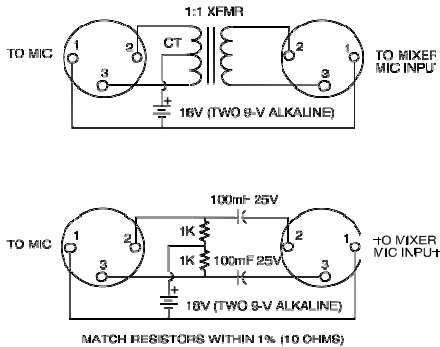 1:1 XFMR
TO MIC 1 2 CT 2 1 TO MIXER
3 3 MIC INPUT
+
18V (TWO 9-V ALKALINE)
100mF 25V
TO MIC 1 2 1K 2 1 TO MIXER
MIC INPUT
3 1K 100mF 25V 3
+
18V (TWO 9-V ALKALINE)
MATCH RESISTORS WITHIN 1% (10 OHMS)